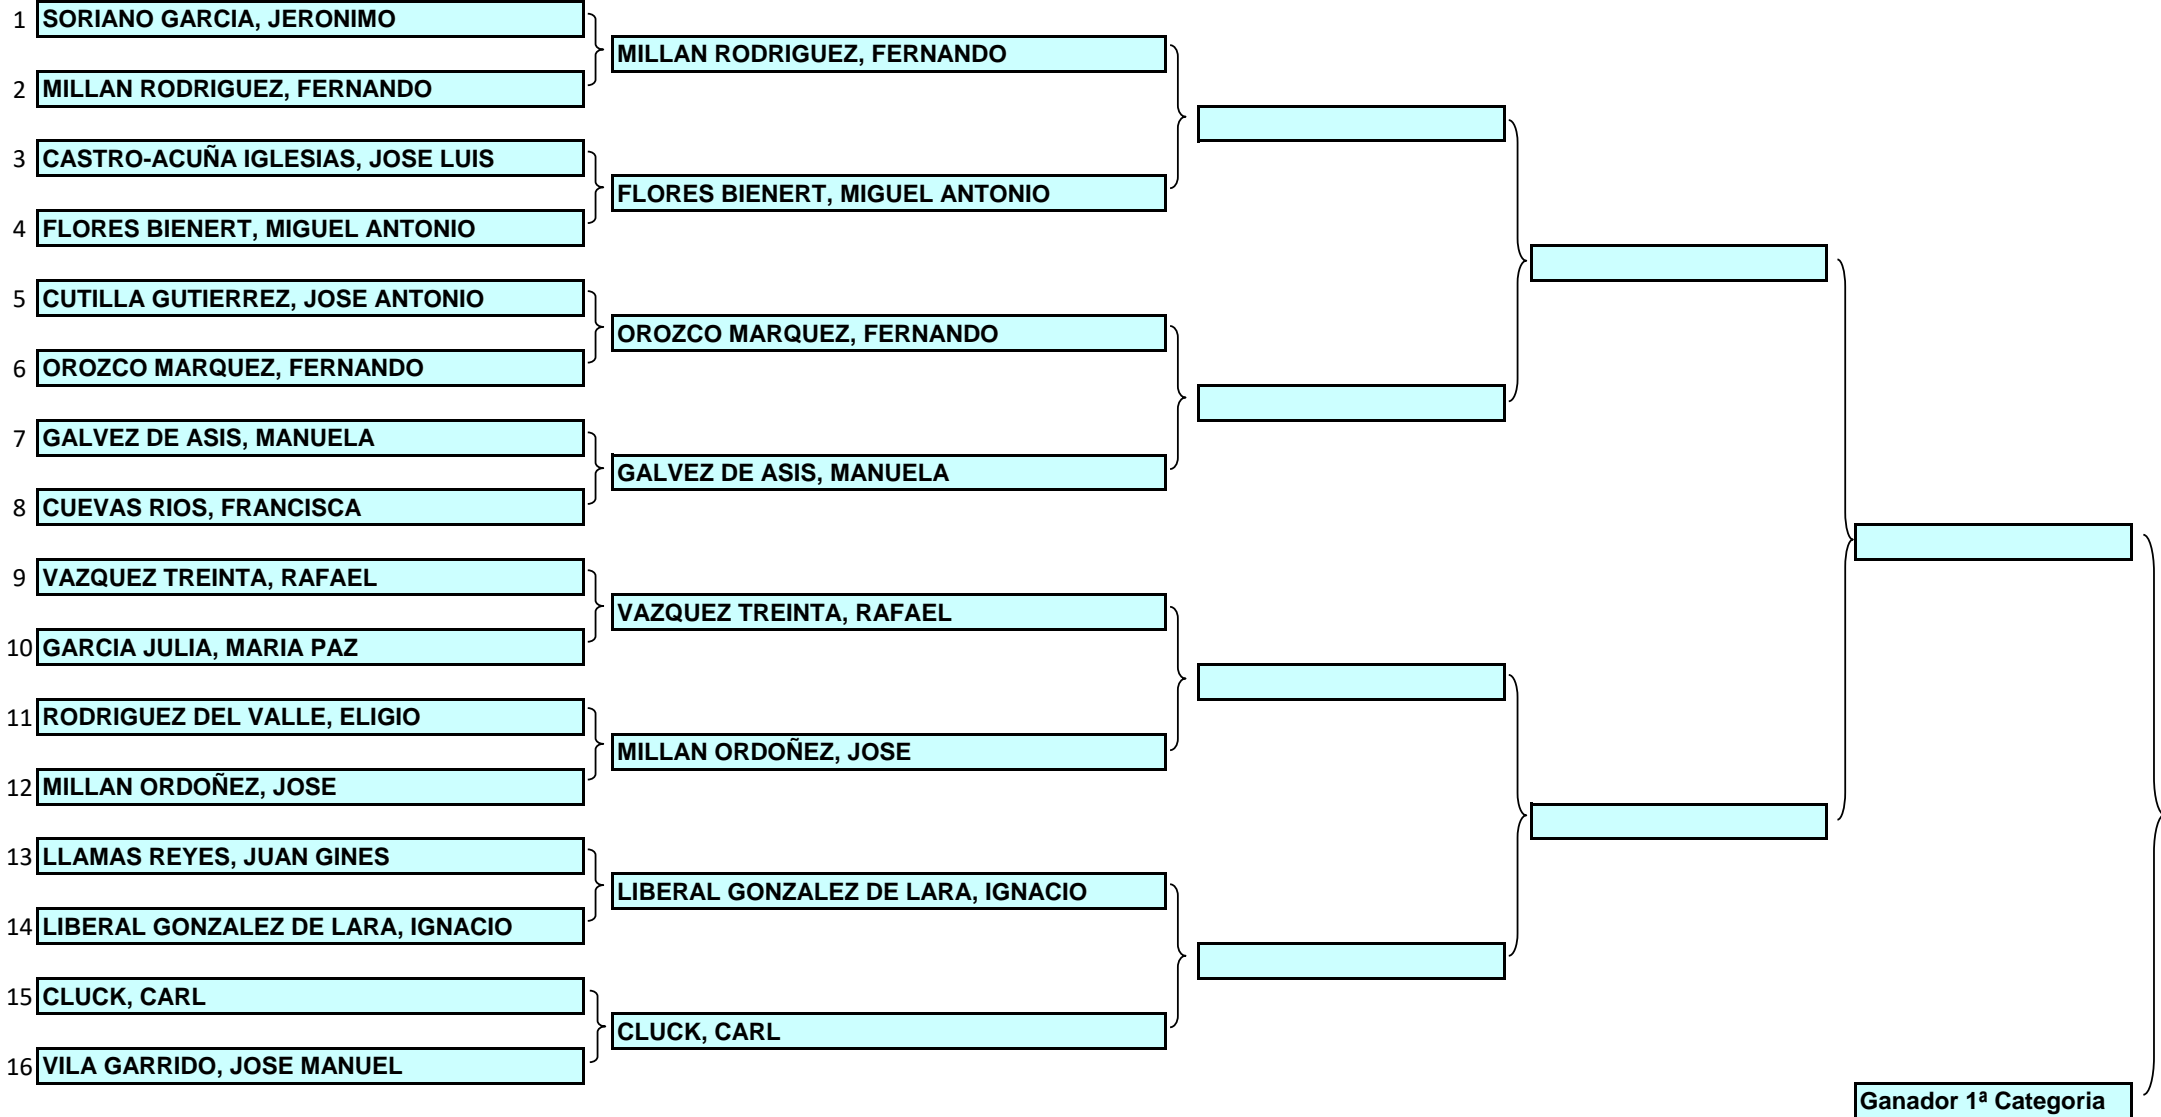 1 SORIANO GARCIA, JERONIMO
MILLAN RODRIGUEZ, FERNANDO
2 MILLAN RODRIGUEZ, FERNANDO
3 CASTRO-ACUÑA IGLESIAS, JOSE LUIS
FLORES BIENERT, MIGUEL ANTONIO
4 FLORES BIENERT, MIGUEL ANTONIO
5 CUTILLA GUTIERREZ, JOSE ANTONIO
OROZCO MARQUEZ, FERNANDO
6 OROZCO MARQUEZ, FERNANDO
7 GALVEZ DE ASIS, MANUELA
GALVEZ DE ASIS, MANUELA
8 CUEVAS RIOS, FRANCISCA
9 VAZQUEZ TREINTA, RAFAEL
VAZQUEZ TREINTA, RAFAEL
10 GARCIA JULIA, MARIA PAZ
11 RODRIGUEZ DEL VALLE, ELIGIO
MILLAN ORDOÑEZ, JOSE
12 MILLAN ORDOÑEZ, JOSE
13 LLAMAS REYES, JUAN GINES
LIBERAL GONZALEZ DE LARA, IGNACIO
14 LIBERAL GONZALEZ DE LARA, IGNACIO
15 CLUCK, CARL
CLUCK, CARL
16 VILA GARRIDO, JOSE MANUEL
Ganador 1ª Categoria